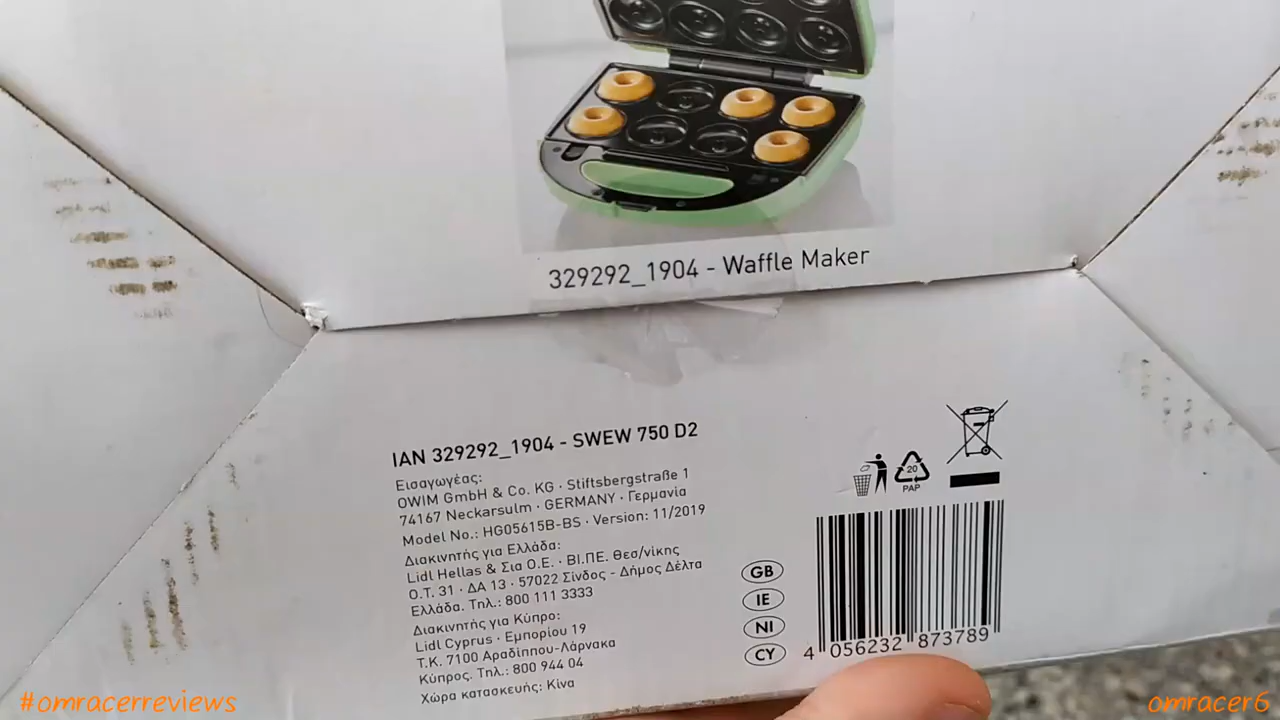 329292_1904 - Waffle Maker
IAN 329292_1904 - SWEW 750 D2
Εισαγωγέας:
OWIM GmbH & Co. KG · Stiftsbergstraße 1
74167 Neckarsulm · GERMANY · Γερμανία
Model No.: HG05615B-BS · Version: 11/2019
Διακινητής για Ελλάδα:
Lidl Hellas & Σια Ο.Ε. · ΒΙ.ΠΕ. Θεσ/νίκης
Ο.Τ. 31 · ΔΑ 13 · 57022 Σίνδος - Δήμος Δέλτα
Ελλάδα. Τηλ.: 800 111 3333
Διακινητής για Κύπρο:
Lidl Cyprus · Εμπορίου 19
Τ.Κ. 7100 Αραδίππου-Λάρνακα
Κύπρος. Τηλ.: 800 944 04
Χώρα κατασκευής: Κίνα
20
PAP
GB
IE
NI
CY
4 056232 873789
#omracerreviews
omracer6